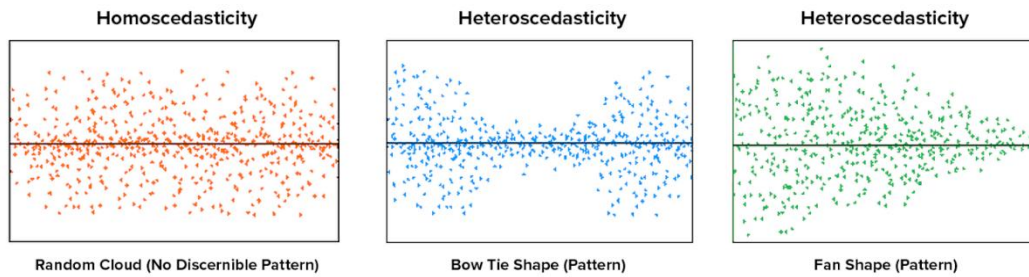 Homoscedasticity
Heteroscedasticity
Heteroscedasticity
Random Cloud (No Discernible Pattern)
Bow Tie Shape (Pattern)
Fan Shape (Pattern)